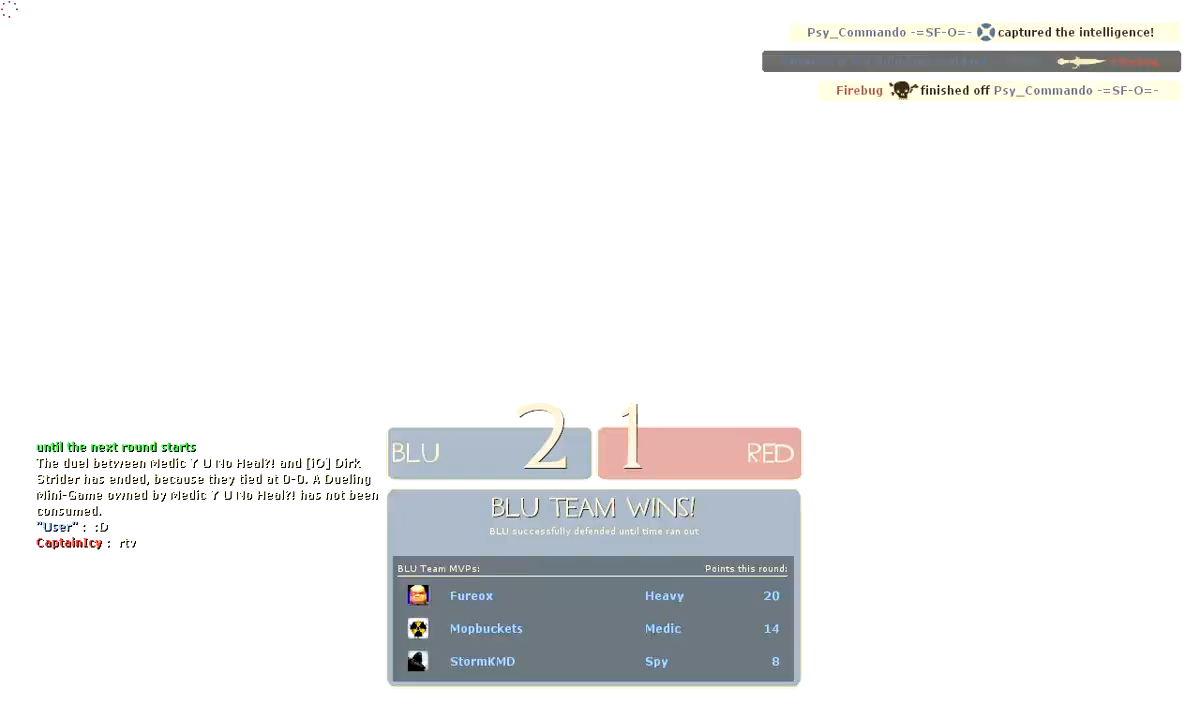 Psy_Commando -=SF-O=- captured the intelligence!
Firebug finished off Psy_Commando -=SF-O=-
2 1
BLU RED
until the next round starts
The duel between Medic Y U No Heal?! and [iO] Dirk
Strider has ended, because they tied at 0-0. A Dueling
Mini-Game owned by Medic Y U No Heal?! has not been
consumed.
"User" : :D
CaptainIcy : rtv
BLU TEAM WINS!
BLU successfully defended until time ran out
BLU Team MVPs: Points this round:
Fureox Heavy 20
Mopbuckets Medic 14
StormKMD Spy 8